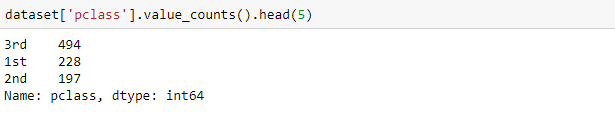 dataset['pclass'].value_counts().head(5)
3rd    494
1st    228
2nd    197
Name: pclass, dtype: int64